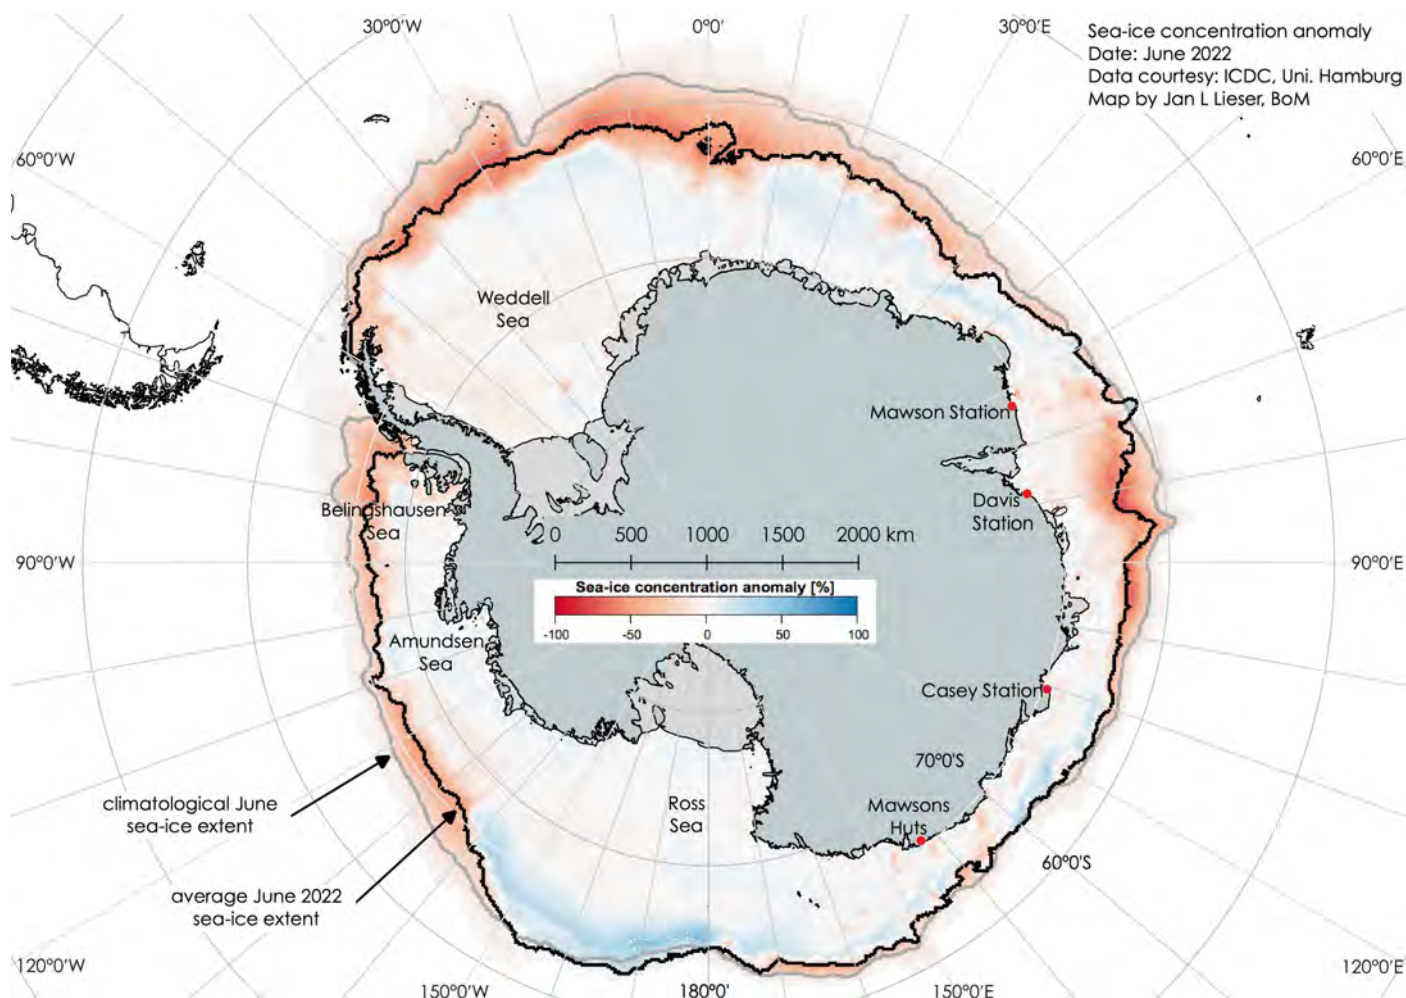 30°0'W
0°0'
30°0'E
Sea-ice concentration anomaly
Date: June 2022
Data courtesy: ICDC, Uni. Hamburg
Map by Jan L Lieser, BoM
60°0'W
60°0'E
Weddell
Sea
Mawson Station
Davis
Station
Belingshausen
Sea
0 500 1000 1500 2000 km
90°0'W
90°0'E
Sea-ice concentration anomaly [%]
-100 -50 0 50 100
Amundsen
Sea
Casey Station
70°0'S
climatological June
sea-ice extent
Ross
Sea
Mawsons
Huts
60°0'S
average June 2022
sea-ice extent
120°0'W
120°0'E
150°0'W
180°0'
150°0'E